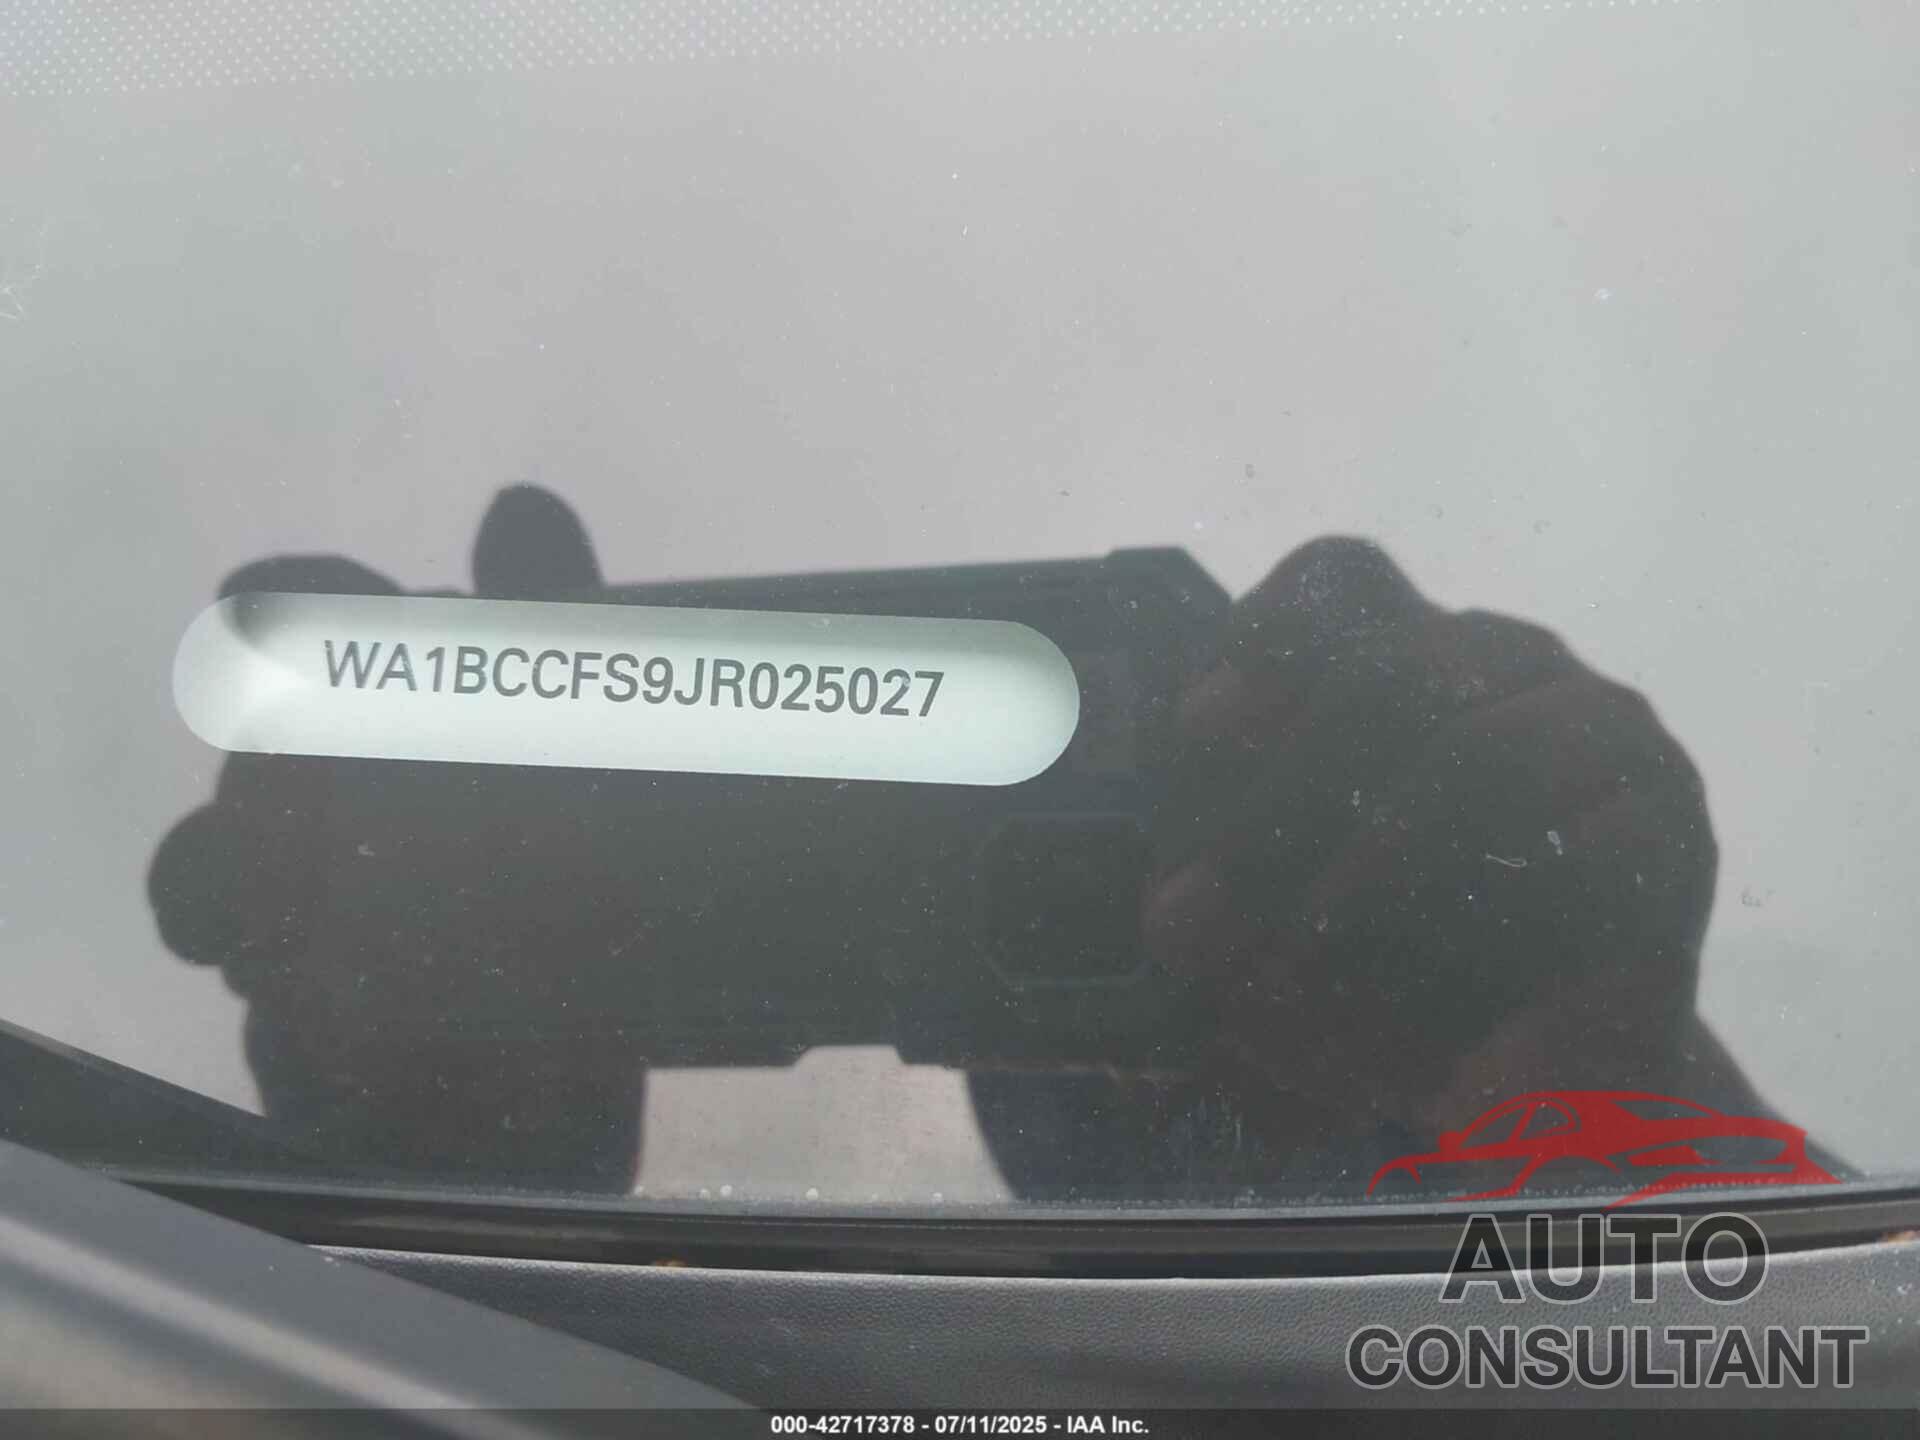 WA1BCCFS9JR025027
AUTO
CONSULTANT
000-42717378 - 07/11/2025 - IAA Inc.